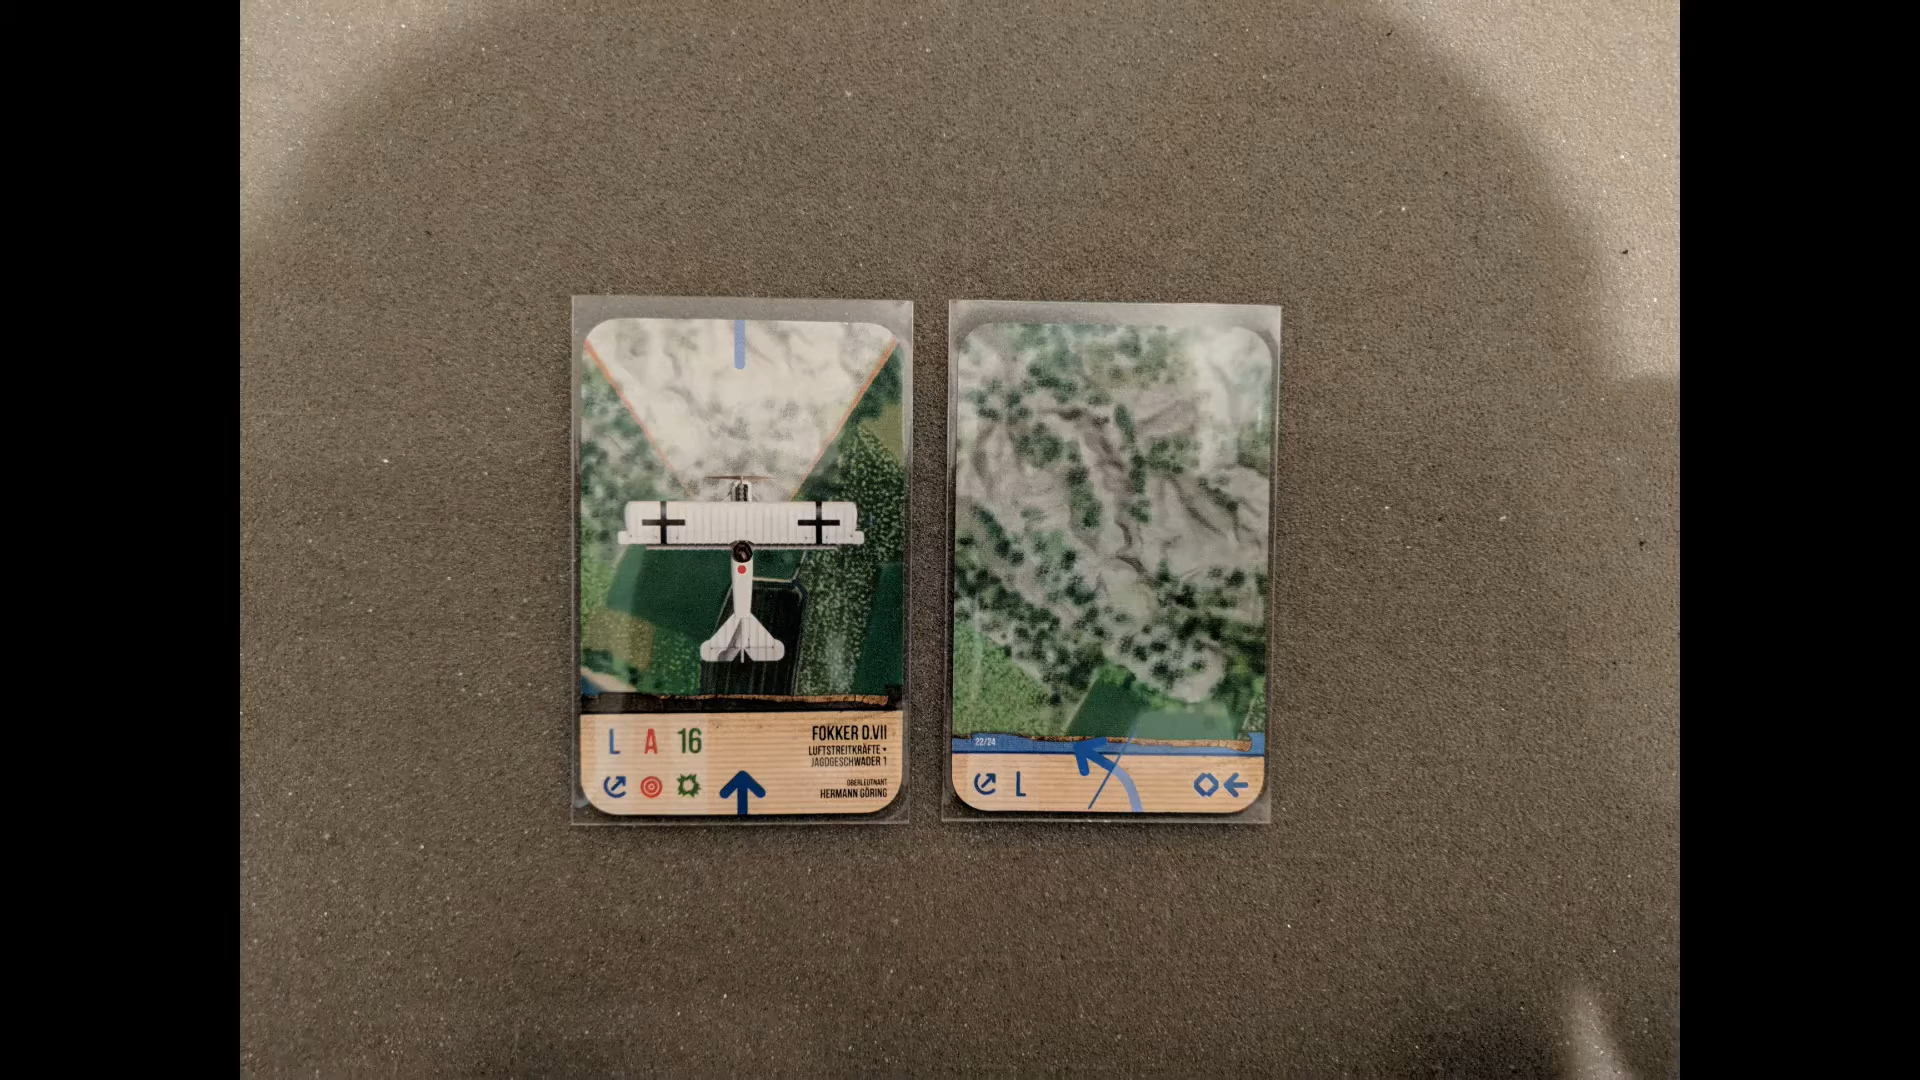 L A 16
FOKKER D.VII
LUFTSTREITKRÄFTE •
JAGDGESCHWADER 1
OBERLEUTNANT
HERMANN GÖRING
22/24
L